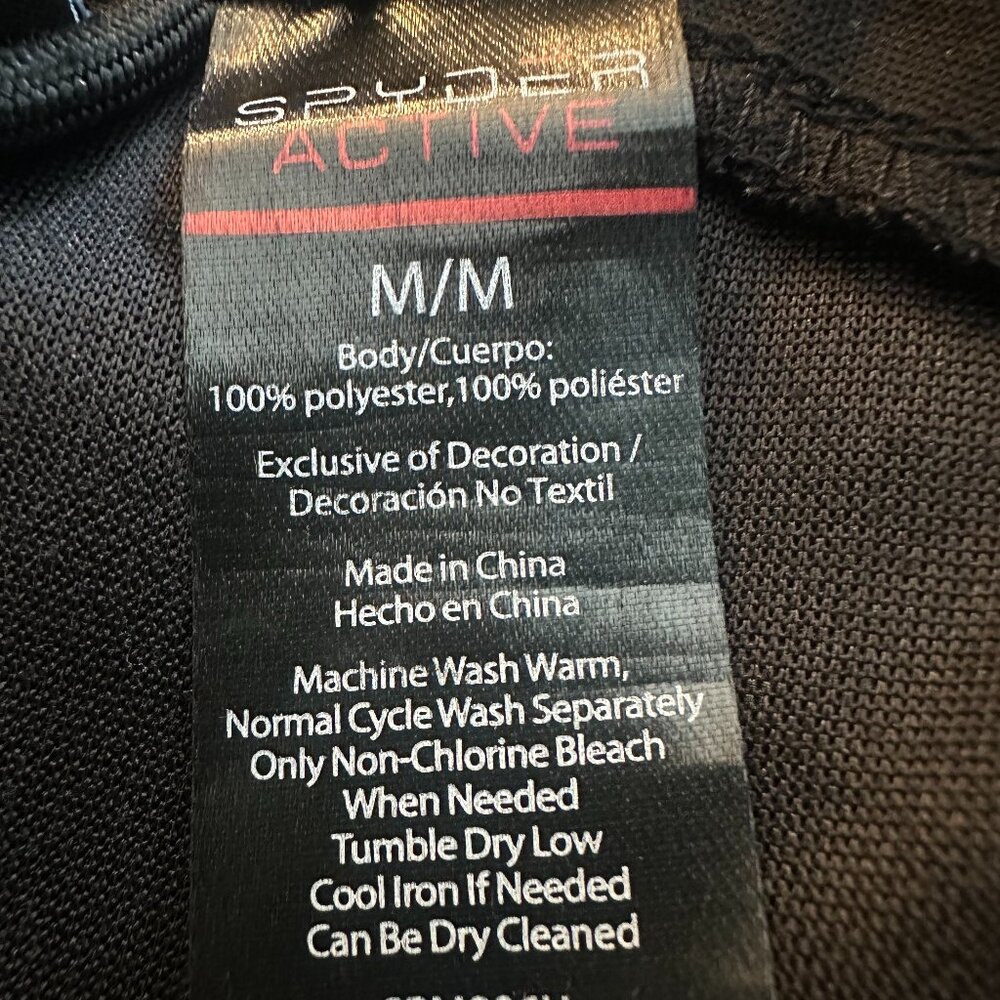 SPYDER
ACTIVE
M/M
Body/Cuerpo:
100% polyester,100% poliéster
Exclusive of Decoration /
Decoración No Textil
Made in China
Hecho en China
Machine Wash Warm,
Normal Cycle Wash Separately
Only Non-Chlorine Bleach
When Needed
Tumble Dry Low
Cool Iron If Needed
Can Be Dry Cleaned